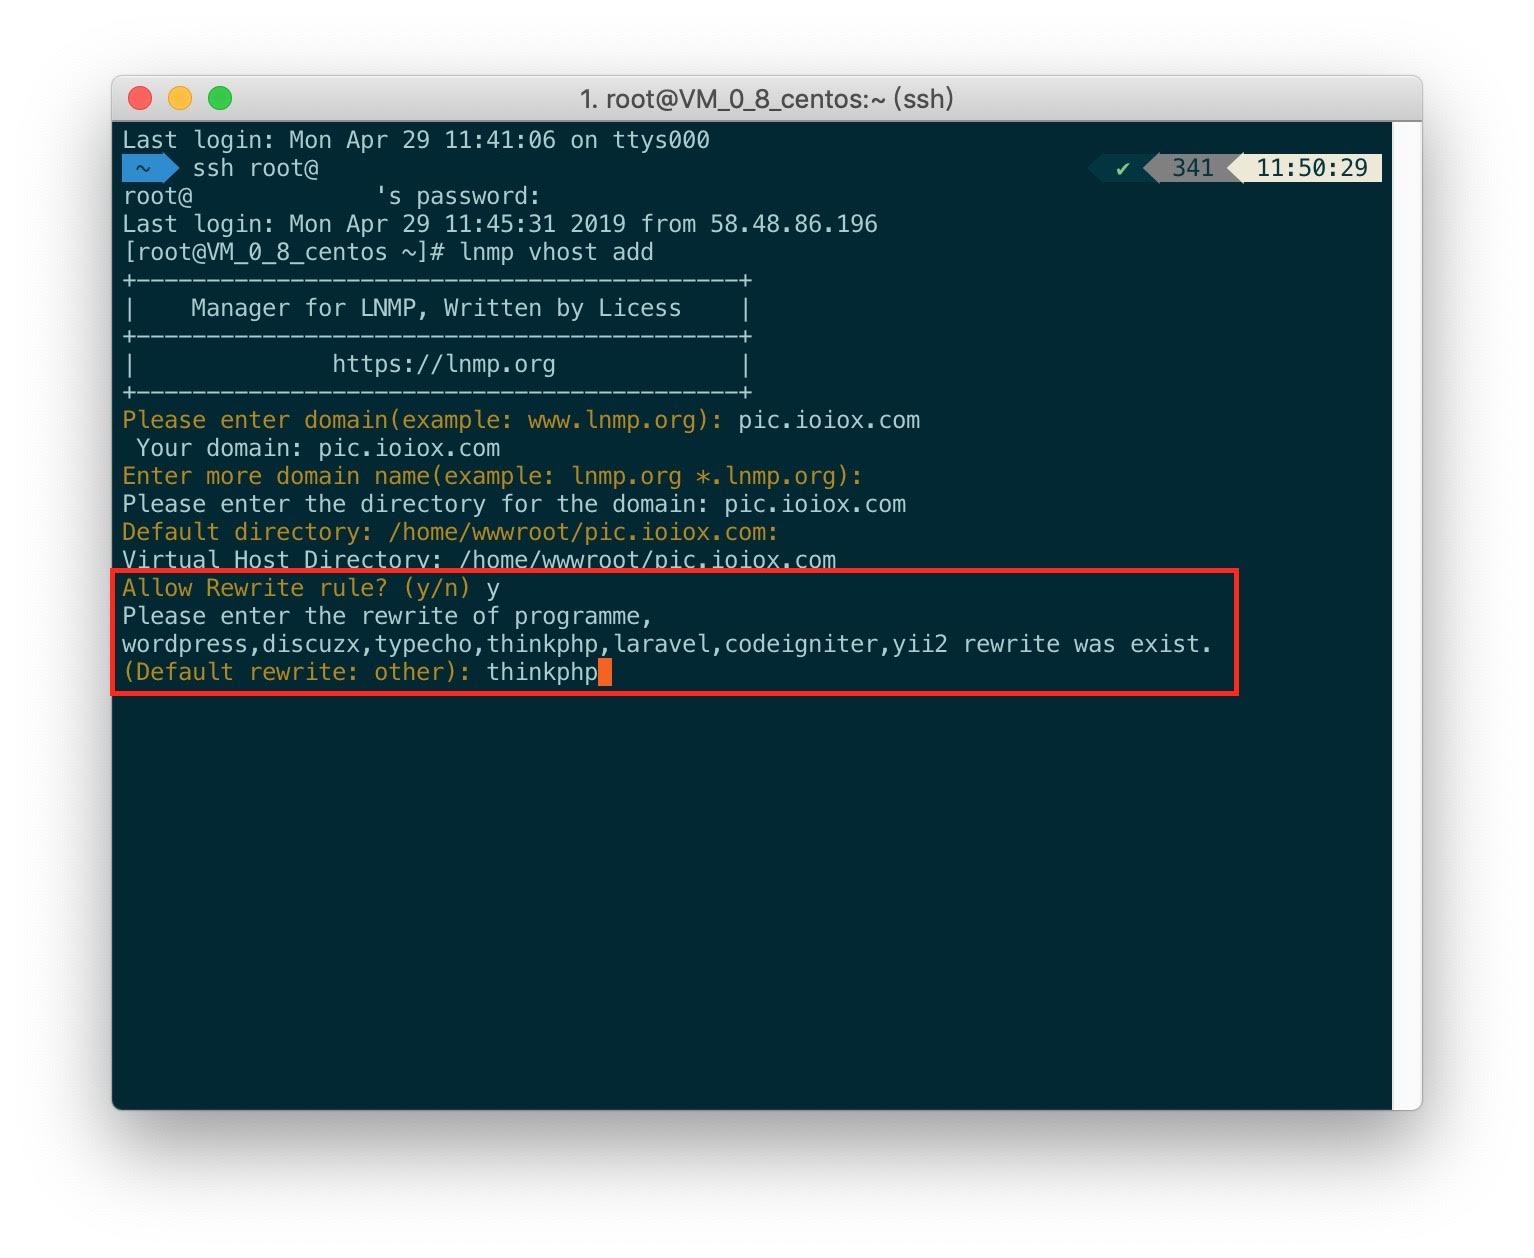 1. root@VM_0_8_centos:~ (ssh)
Last login: Mon Apr 29 11:41:06 on ttys000
~ ssh root@ ✔ 341 11:50:29
root@ 's password:
Last login: Mon Apr 29 11:45:31 2019 from 58.48.86.196
[root@VM_0_8_centos ~]# lnmp vhost add
+-------------------------------------------+
| Manager for LNMP, Written by Licess |
+-------------------------------------------+
| https://lnmp.org |
+-------------------------------------------+
Please enter domain(example: www.lnmp.org): pic.ioiox.com
Your domain: pic.ioiox.com
Enter more domain name(example: lnmp.org *.lnmp.org):
Please enter the directory for the domain: pic.ioiox.com
Default directory: /home/wwwroot/pic.ioiox.com:
Virtual Host Directory: /home/wwwroot/pic.ioiox.com
Allow Rewrite rule? (y/n) y
Please enter the rewrite of programme,
wordpress,discuzx,typecho,thinkphp,laravel,codeigniter,yii2 rewrite was exist.
(Default rewrite: other): thinkphp